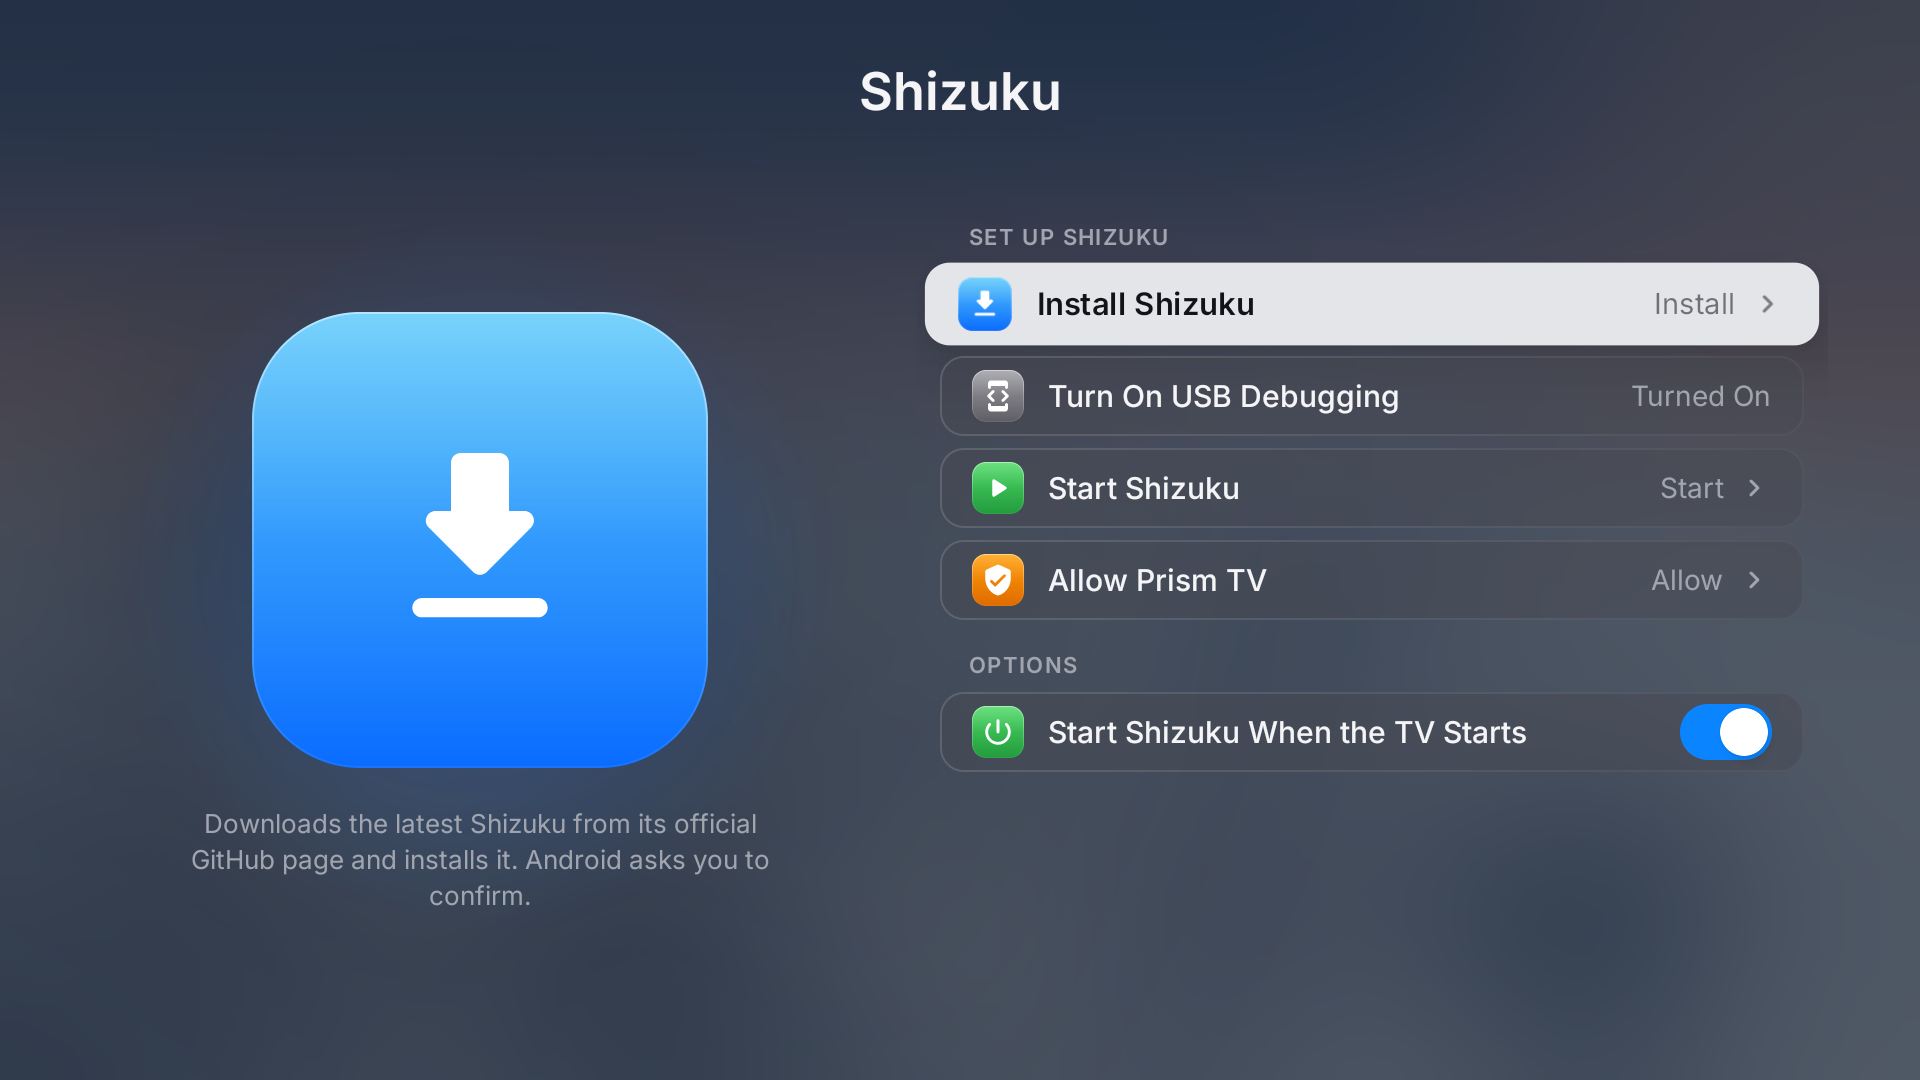 Shizuku
SET UP SHIZUKU
Install Shizuku Install
Turn On USB Debugging Turned On
Start Shizuku Start
Allow Prism TV Allow
OPTIONS
Start Shizuku When the TV Starts
Downloads the latest Shizuku from its official
GitHub page and installs it. Android asks you to
confirm.